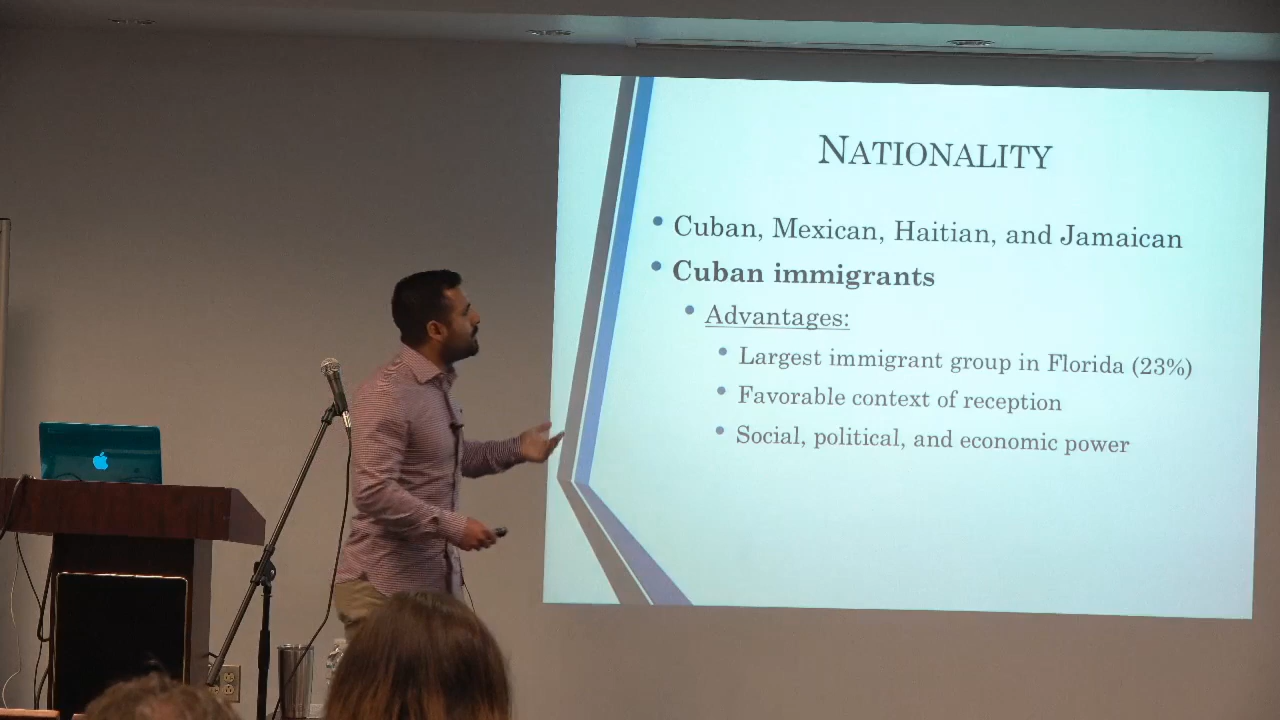 NATIONALITY
Cuban, Mexican, Haitian, and Jamaican
Cuban immigrants
Advantages:
Largest immigrant group in Florida (23%)
Favorable context of reception
Social, political, and economic power